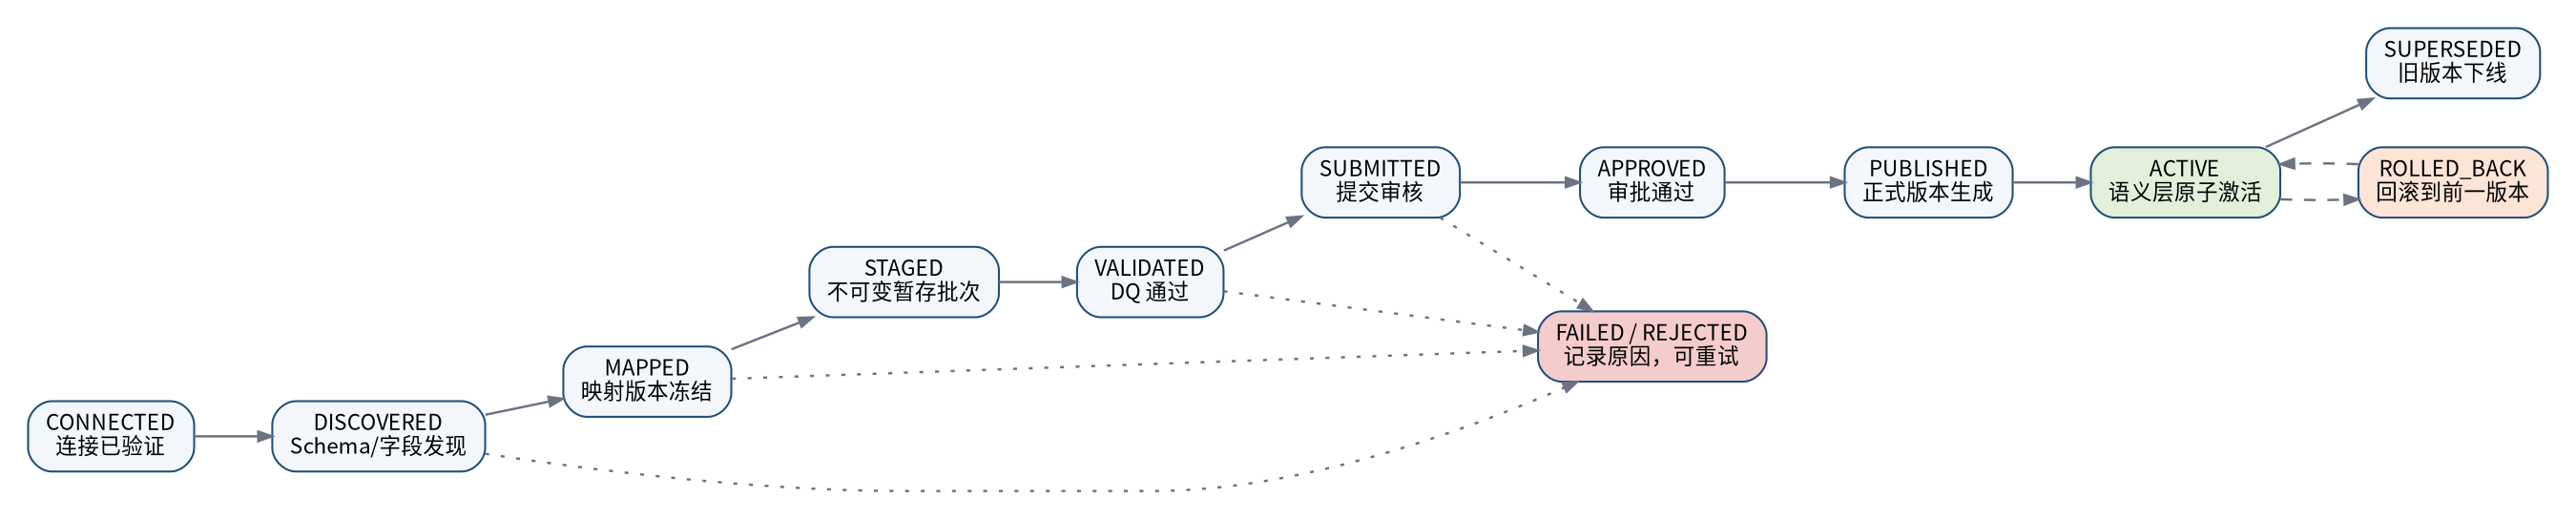 CONNECTED
连接已验证
DISCOVERED
Schema/字段发现
MAPPED
映射版本冻结
STAGED
不可变暂存批次
VALIDATED
DQ 通过
SUBMITTED
提交审核
APPROVED
审批通过
PUBLISHED
正式版本生成
ACTIVE
语义层原子激活
SUPERSEDED
旧版本下线
ROLLED_BACK
回滚到前一版本
FAILED / REJECTED
记录原因，可重试